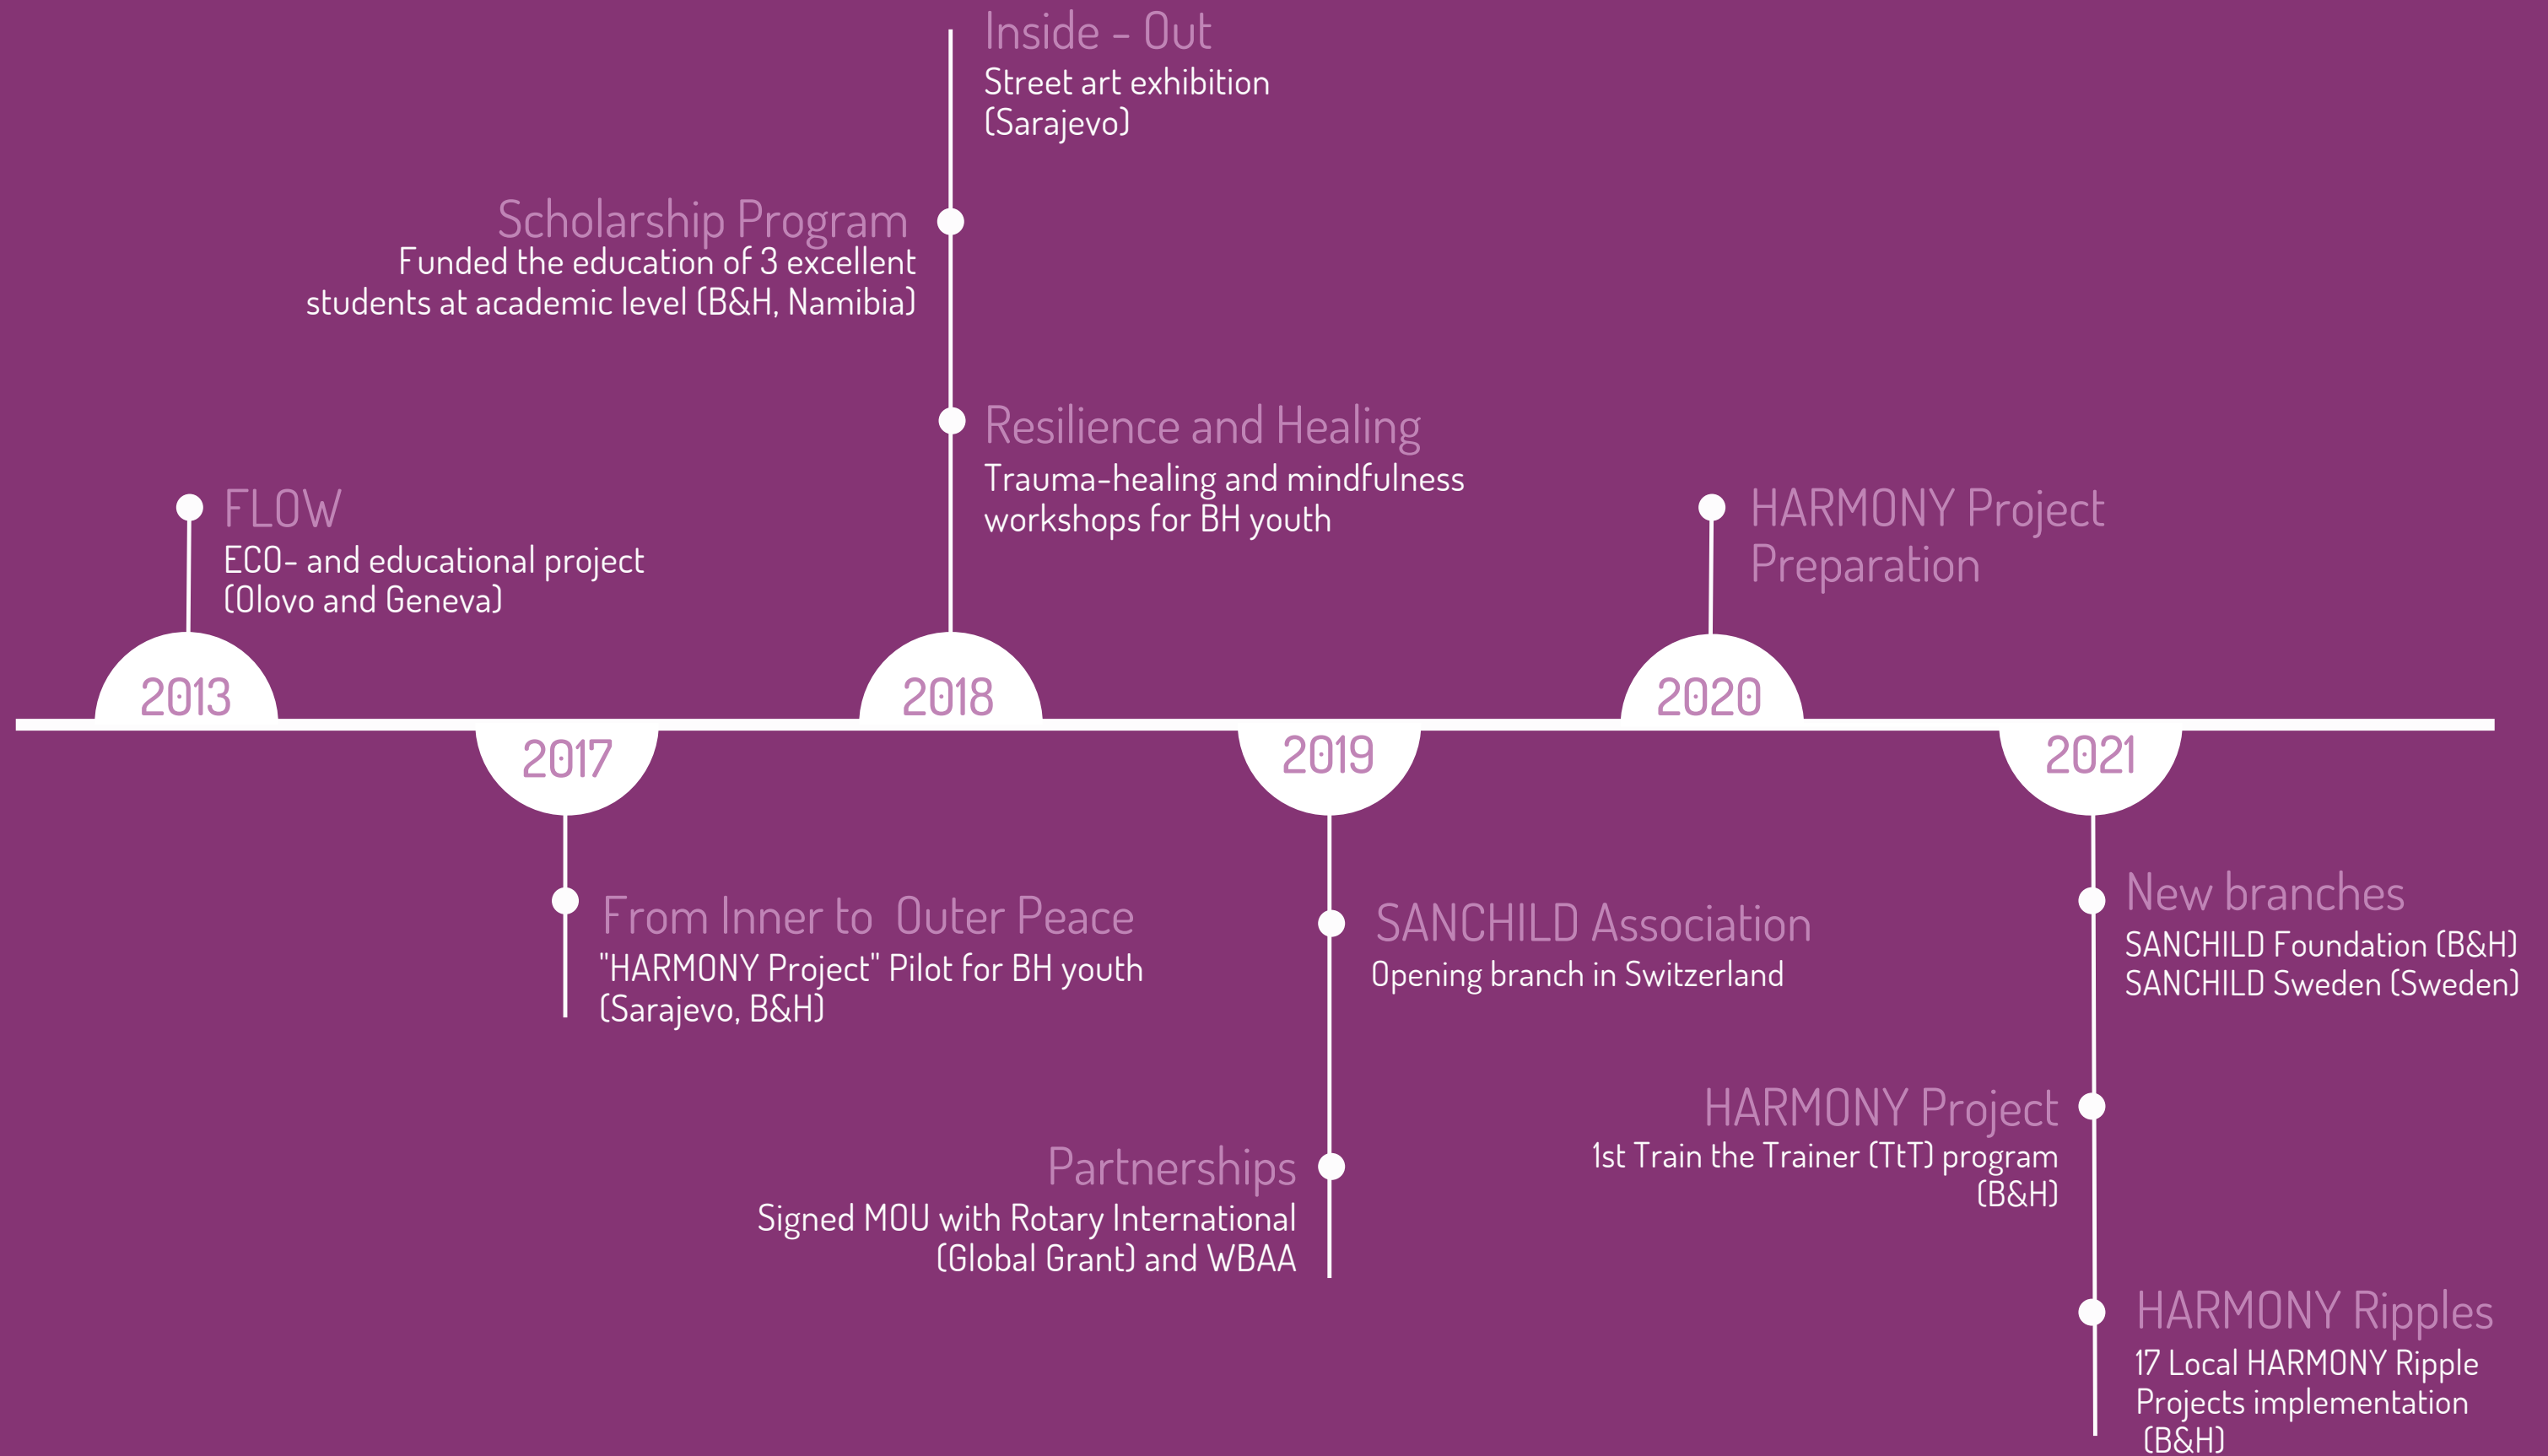 Inside - Out
Street art exhibition
(Sarajevo)
Scholarship Program
Funded the education of 3 excellent
students at academic level (B&H, Namibia)
Resilience and Healing
Trauma-healing and mindfulness
workshops for BH youth
FLOW
ECO- and educational project
(Olovo and Geneva)
HARMONY Project
Preparation
2013
2018
2020
2017
2019
2021
From Inner to  Outer Peace
"HARMONY Project" Pilot for BH youth
(Sarajevo, B&H)
SANCHILD Association
Opening branch in Switzerland
New branches
SANCHILD Foundation (B&H)
SANCHILD Sweden (Sweden)
Partnerships
Signed MOU with Rotary International
(Global Grant) and WBAA
HARMONY Project
1st Train the Trainer (TtT) program
(B&H)
HARMONY Ripples
17 Local HARMONY Ripple
Projects implementation
(B&H)